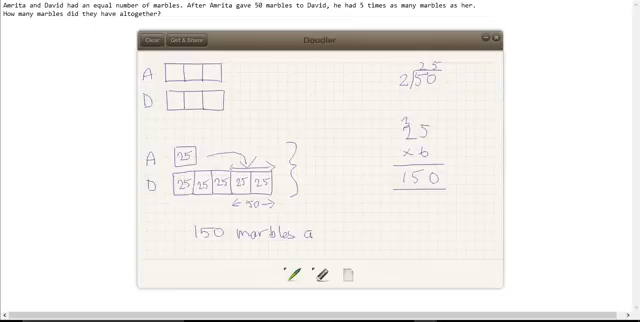 Amrita and David had an equal number of marbles. After Amrita gave 50 marbles to David, he had 5 times as many marbles as her.
How many marbles did they have altogether?
Clear
Get & Share
Doodler
A
D
25
2 50
2
25
× 6
150
A 25
D 25 25 25 25 25
50
150 marbles a